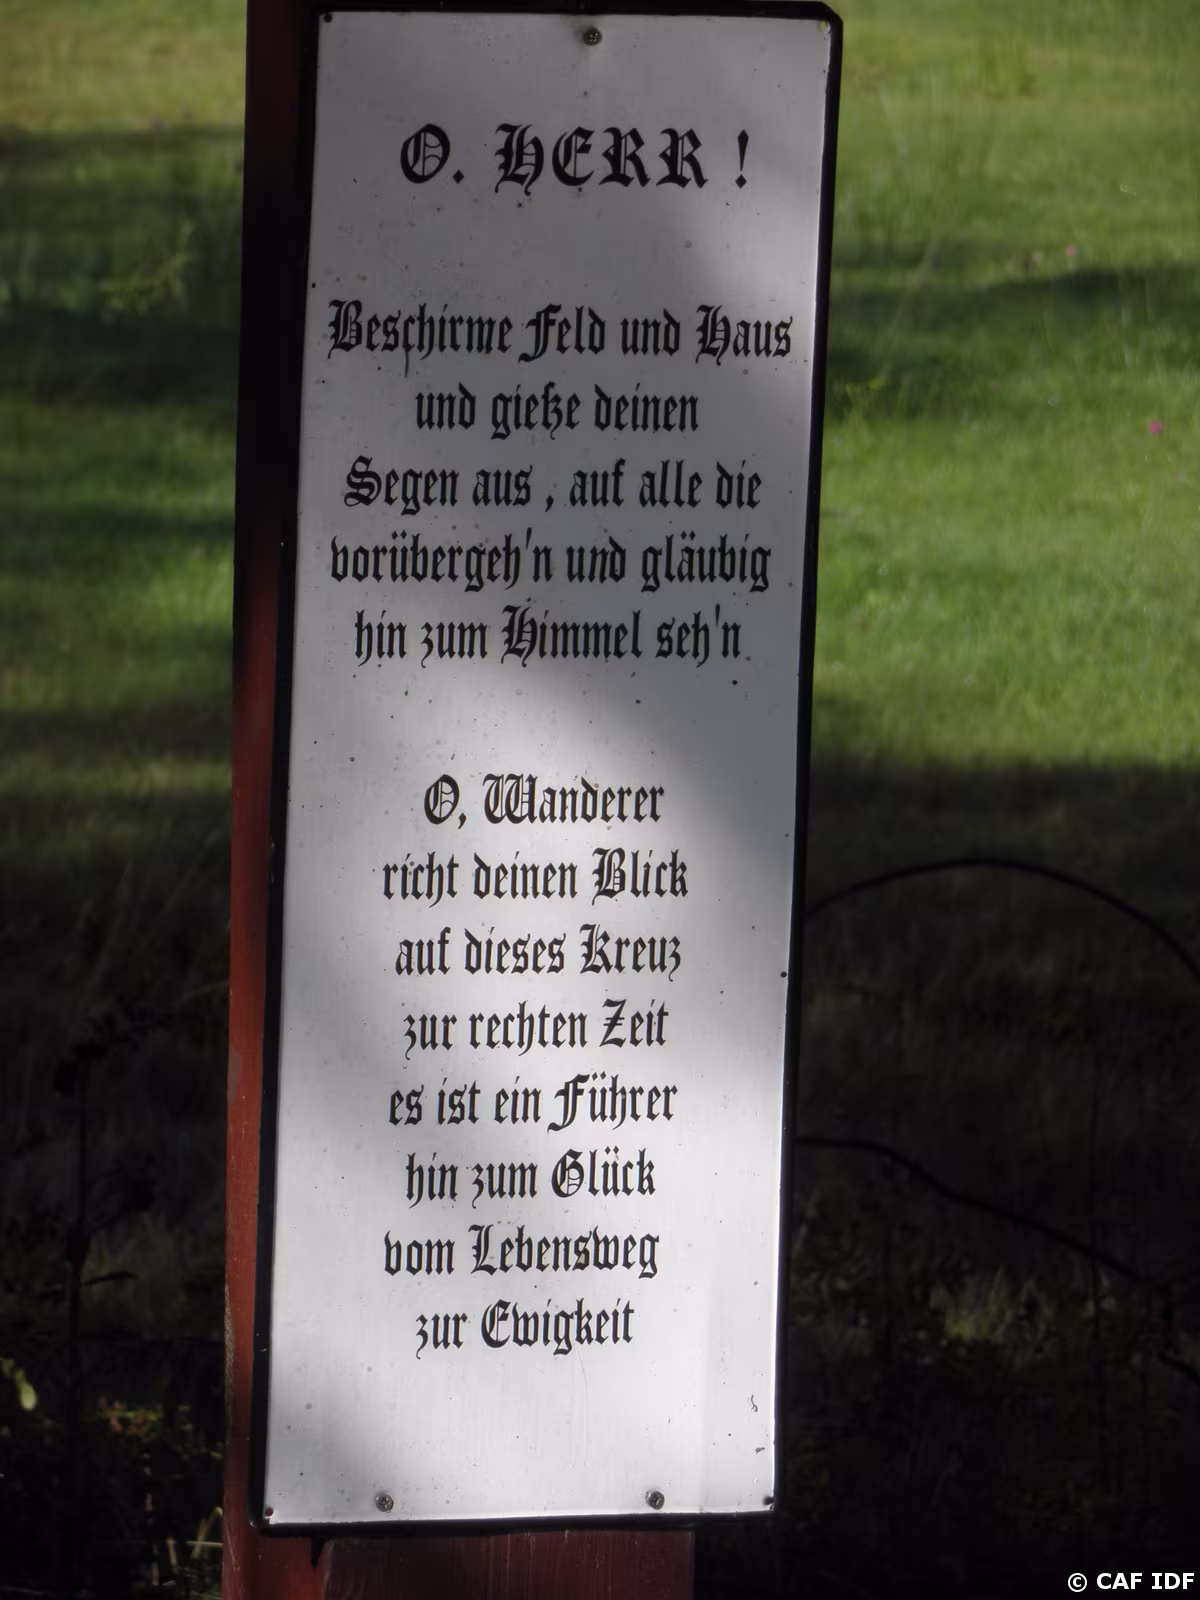 O. HERR !
Beschirme Feld und Haus
und gieße deinen
Segen aus , auf alle die
vorübergeh'n und gläubig
hin zum Himmel seh'n.
O, Wanderer
richt deinen Blick
auf dieses Kreuz
zur rechten Zeit
es ist ein Führer
hin zum Glück
vom Lebensweg
zur Ewigkeit
© CAF IDF